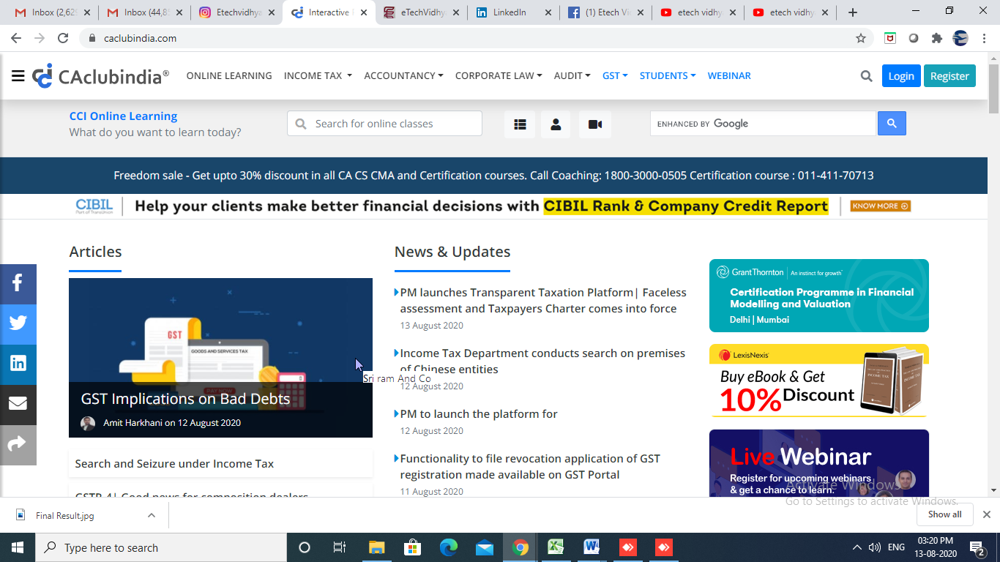 Inbox (2,629
Inbox (44,8
Etechvidhya
Interactive
eTechVidhy
LinkedIn
(1) Etech Vi
etech vidhy
etech vidhy
caclubindia.com
CAclubindia®
ONLINE LEARNING
INCOME TAX
ACCOUNTANCY
CORPORATE LAW
AUDIT
GST
STUDENTS
WEBINAR
Login
Register
CCI Online Learning
What do you want to learn today?
Search for online classes
ENHANCED BY Google
Freedom sale - Get upto 30% discount in all CA CS CMA and Certification courses. Call Coaching: 1800-3000-0505 Certification course : 011-411-70713
CIBIL
Part of TransUnion
Help your clients make better financial decisions with CIBIL Rank & Company Credit Report
KNOW MORE
Articles
GST
GOODS AND SERVICES TAX
PAY NOW
GST Implications on Bad Debts
Amit Harkhani on 12 August 2020
Search and Seizure under Income Tax
GSTR-4| Good news for composition dealers
News & Updates
PM launches Transparent Taxation Platform| Faceless
assessment and Taxpayers Charter comes into force
13 August 2020
Income Tax Department conducts search on premises
of Chinese entities
Sri ram And Co
12 August 2020
PM to launch the platform for
12 August 2020
Functionality to file revocation application of GST
registration made available on GST Portal
11 August 2020
GrantThornton
An instinct for growth
Certification Programme in Financial
Modelling and Valuation
Delhi | Mumbai
LexisNexis
Buy eBook & Get
10% Discount
INCOME TAX
INCOME TAX
Live Webinar
Register for upcoming webinars
& get a chance to learn.
Activate Windows
Go to Settings to activate Windows.
Final Result.jpg
Show all
Type here to search
ENG
03:20 PM
13-08-2020
2